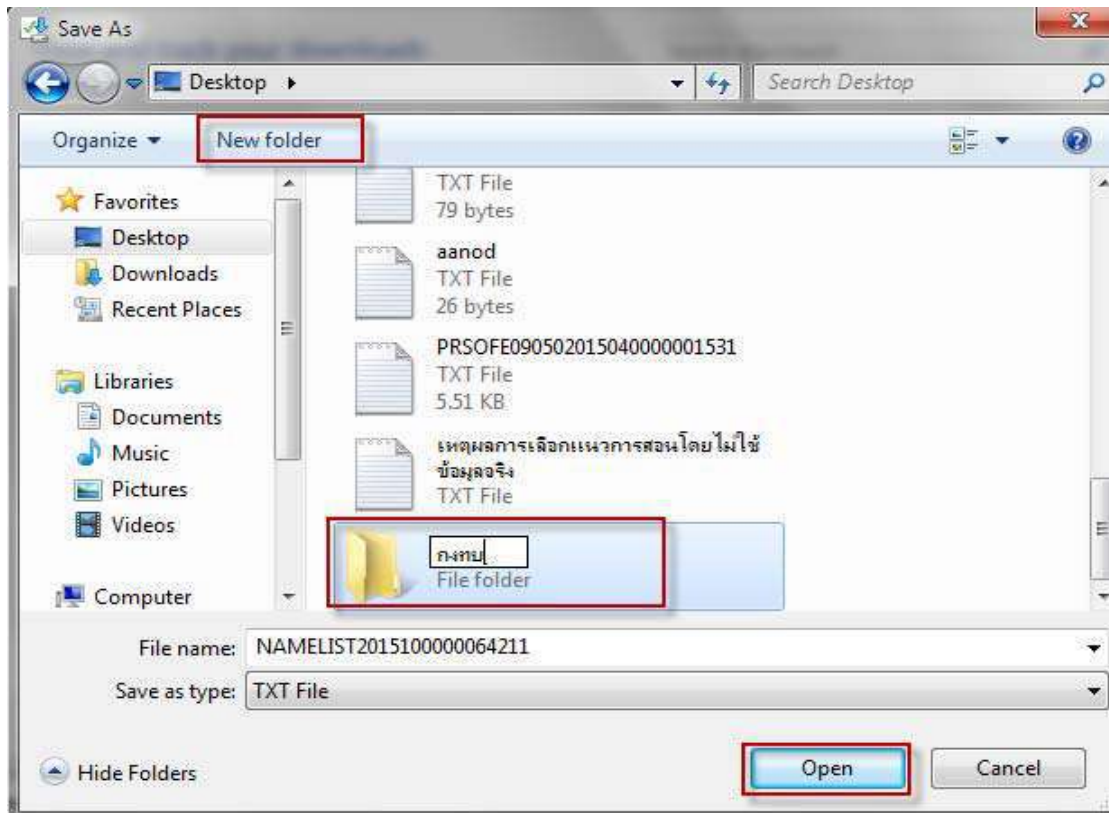 Save As
Desktop
Search Desktop
Organize
New folder
Favorites
Desktop
Downloads
Recent Places
Libraries
Documents
Music
Pictures
Videos
Computer
TXT File
79 bytes
aanod
TXT File
26 bytes
PRSOFE090502015040000001531
TXT File
5.51 KB
เหตุผลการเลือกแนวการสอนโดยไม่ใช้
ข้อมูลจริง
TXT File
กงทบ
File folder
File name: NAMELIST2015100000064211
Save as type: TXT File
Hide Folders
Open
Cancel